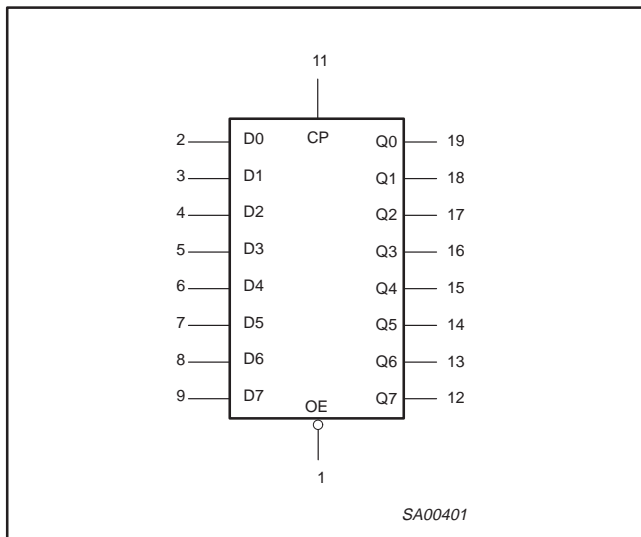 11
2 D0 CP Q0 19
3 D1 Q1 18
4 D2 Q2 17
5 D3 Q3 16
6 D4 Q4 15
7 D5 Q5 14
8 D6 Q6 13
9 D7 Q7 12
OE
1
SA00401